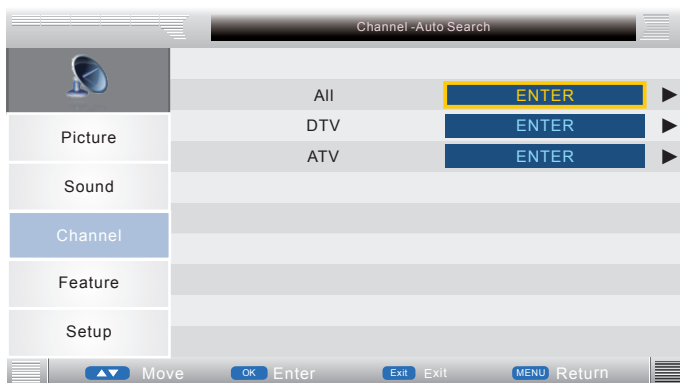 Channel -Auto Search
All ENTER
DTV ENTER
ATV ENTER
Picture
Sound
Channel
Feature
Setup
Move OK Enter Exit Exit MENU Return